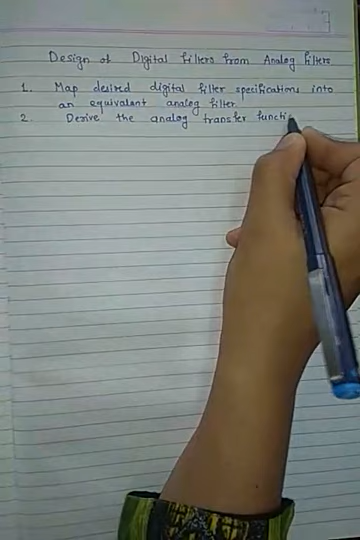 Design of Digital filters from Analog filters
1. Map desired digital filter specifications into
an equivalent analog filter.
2. Derive the analog transfer functi